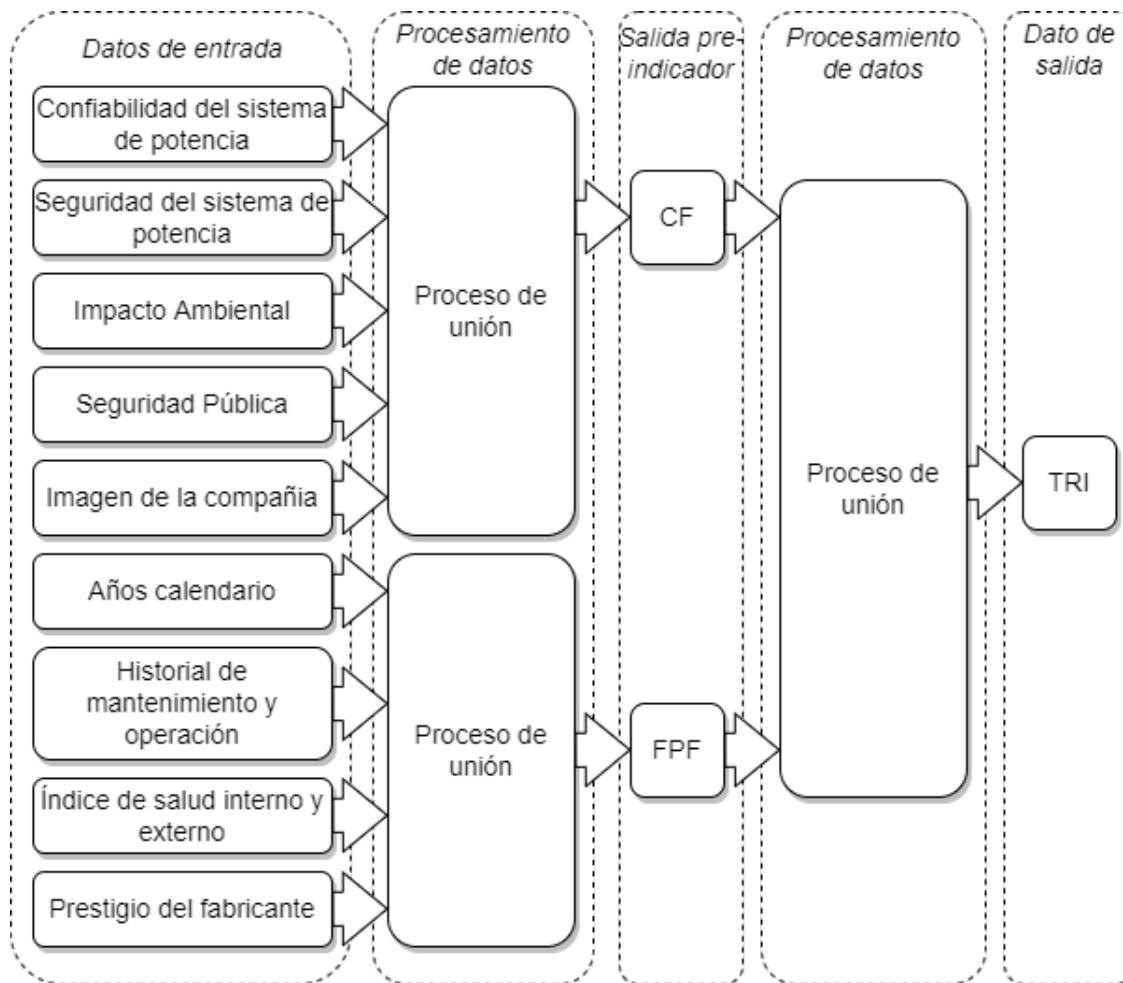 Datos de entrada
Confiabilidad del sistema
de potencia
Seguridad del sistema de
potencia
Impacto Ambiental
Seguridad Pública
Imagen de la compañia
Años calendario
Historial de
mantenimiento y
operación
Índice de salud interno y
externo
Prestigio del fabricante
Procesamiento
de datos
Proceso de
unión
Proceso de
unión
Salida pre-
indicador
CF
FPF
Procesamiento
de datos
Proceso de
unión
Dato de
salida
TRI